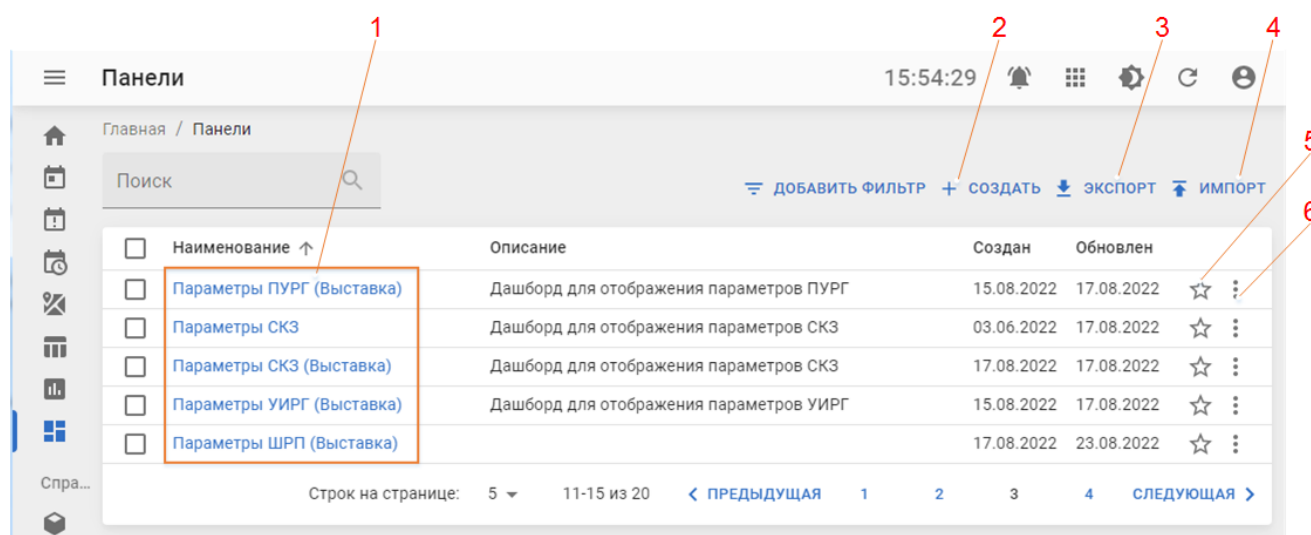 1 2 3 4
Панели 15:54:29
Главная / Панели
5
Поиск ДОБАВИТЬ ФИЛЬТР + СОЗДАТЬ ЭКСПОРТ ИМПОРТ
6
Наименование ↑ Описание Создан Обновлен
Параметры ПУРГ (Выставка) Дашборд для отображения параметров ПУРГ 15.08.2022 17.08.2022
Параметры СКЗ Дашборд для отображения параметров СКЗ 03.06.2022 17.08.2022
Параметры СКЗ (Выставка) Дашборд для отображения параметров СКЗ 17.08.2022 17.08.2022
Параметры УИРГ (Выставка) Дашборд для отображения параметров УИРГ 15.08.2022 17.08.2022
Параметры ШРП (Выставка) 17.08.2022 23.08.2022
Спра...
Строк на странице: 5 11-15 из 20 ПРЕДЫДУЩАЯ 1 2 3 4 СЛЕДУЮЩАЯ